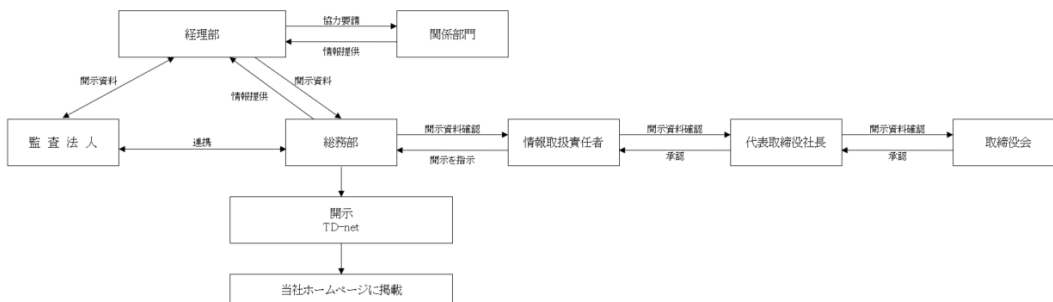 協力要請
経理部
関係部門
情報提供
開示資料
開示資料
情報提供
監 査 法 人
連携
総務部
開示資料確認
開示を指示
情報取扱責任者
開示資料確認
承認
代表取締役社長
開示資料確認
承認
取締役会
開示
TD-net
当社ホームページに掲載